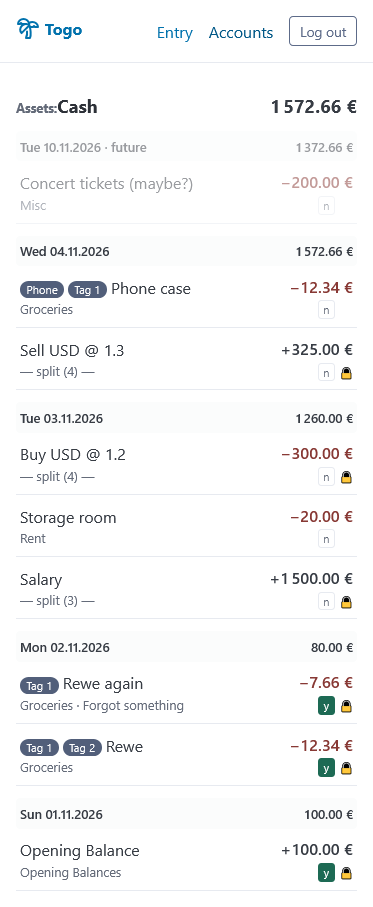 Togo Entry Accounts Log out
Assets:Cash 1 572.66 €
Tue 10.11.2026 · future 1 372.66 €
Concert tickets (maybe?) −200.00 €
Misc n
Wed 04.11.2026 1 572.66 €
Phone Tag 1 Phone case −12.34 €
Groceries n
Sell USD @ 1.3 +325.00 €
— split (4) — n
Tue 03.11.2026 1 260.00 €
Buy USD @ 1.2 −300.00 €
— split (4) — n
Storage room −20.00 €
Rent n
Salary +1 500.00 €
— split (3) — n
Mon 02.11.2026 80.00 €
Tag 1 Rewe again −7.66 €
Groceries · Forgot something y
Tag 1 Tag 2 Rewe −12.34 €
Groceries y
Sun 01.11.2026 100.00 €
Opening Balance +100.00 €
Opening Balances y